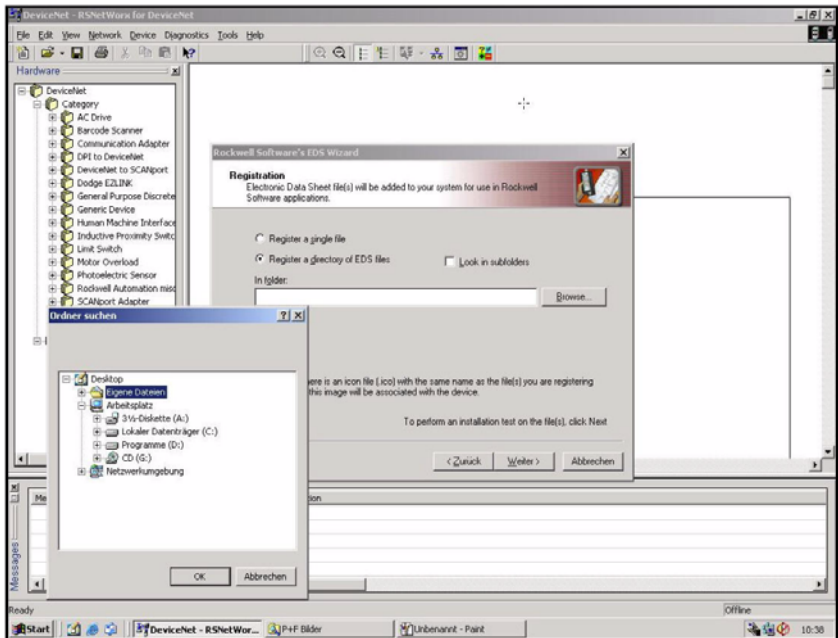 DeviceNet - RSNetWorx for DeviceNet
File Edit View Network Device Diagnostics Tools Help
Hardware
DeviceNet
Category
AC Drive
Barcode Scanner
Communication Adapter
DPI to DeviceNet
DeviceNet to SCANport
Dodge EZLINK
General Purpose Discrete
Generic Device
Human Machine Interface
Inductive Proximity Switc
Limit Switch
Motor Overload
Photoelectric Sensor
Rockwell Automation misc
SCANport Adapter
Rockwell Software's EDS Wizard
Registration
Electronic Data Sheet file(s) will be added to your system for use in Rockwell
Software applications.
Register a single file
Register a directory of EDS files
Look in subfolders
In folder:
Browse...
ere is an icon file (.ico) with the same name as the file(s) you are registering
this image will be associated with the device.
To perform an installation test on the file(s), click Next
< Zurück Weiter > Abbrechen
Ordner suchen
Desktop
Eigene Dateien
Arbeitsplatz
3½-Diskette (A:)
Lokaler Datenträger (C:)
Programme (D:)
CD (G:)
Netzwerkumgebung
OK Abbrechen
Messages
Me
ion
Ready
Offline
Start
DeviceNet - RSNetWor...
P+F Bilder
Unbenannt - Paint
10:38